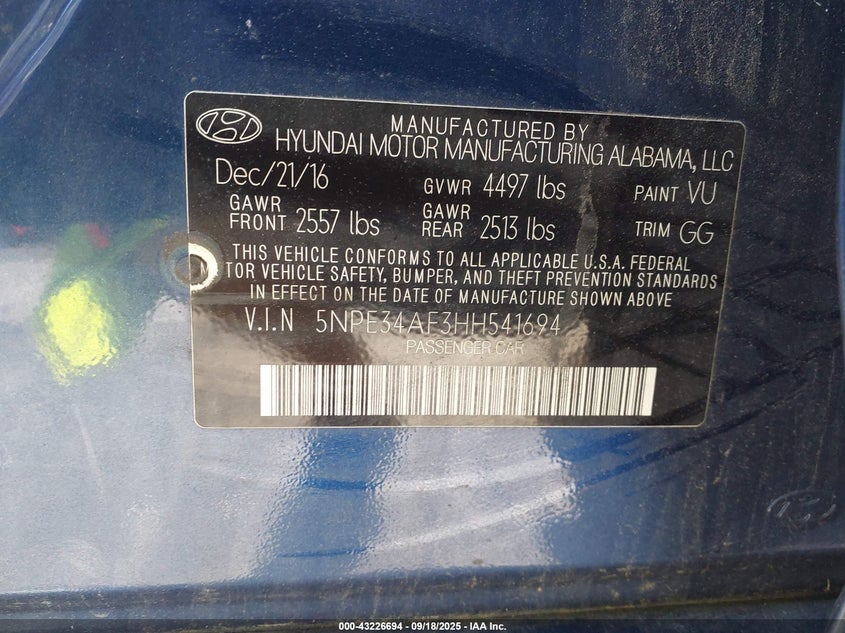 MANUFACTURED BY
HYUNDAI MOTOR MANUFACTURING ALABAMA, LLC
Dec/21/16 GVWR 4497 lbs PAINT VU
GAWR FRONT 2557 lbs GAWR REAR 2513 lbs TRIM GG
THIS VEHICLE CONFORMS TO ALL APPLICABLE U.S.A. FEDERAL
TOR VEHICLE SAFETY, BUMPER, AND THEFT PREVENTION STANDARDS
IN EFFECT ON THE DATE OF MANUFACTURE SHOWN ABOVE
V.I.N 5NPE34AF3HH541694
PASSENGER CAR
000-43226694 - 09/18/2025 - IAA Inc.